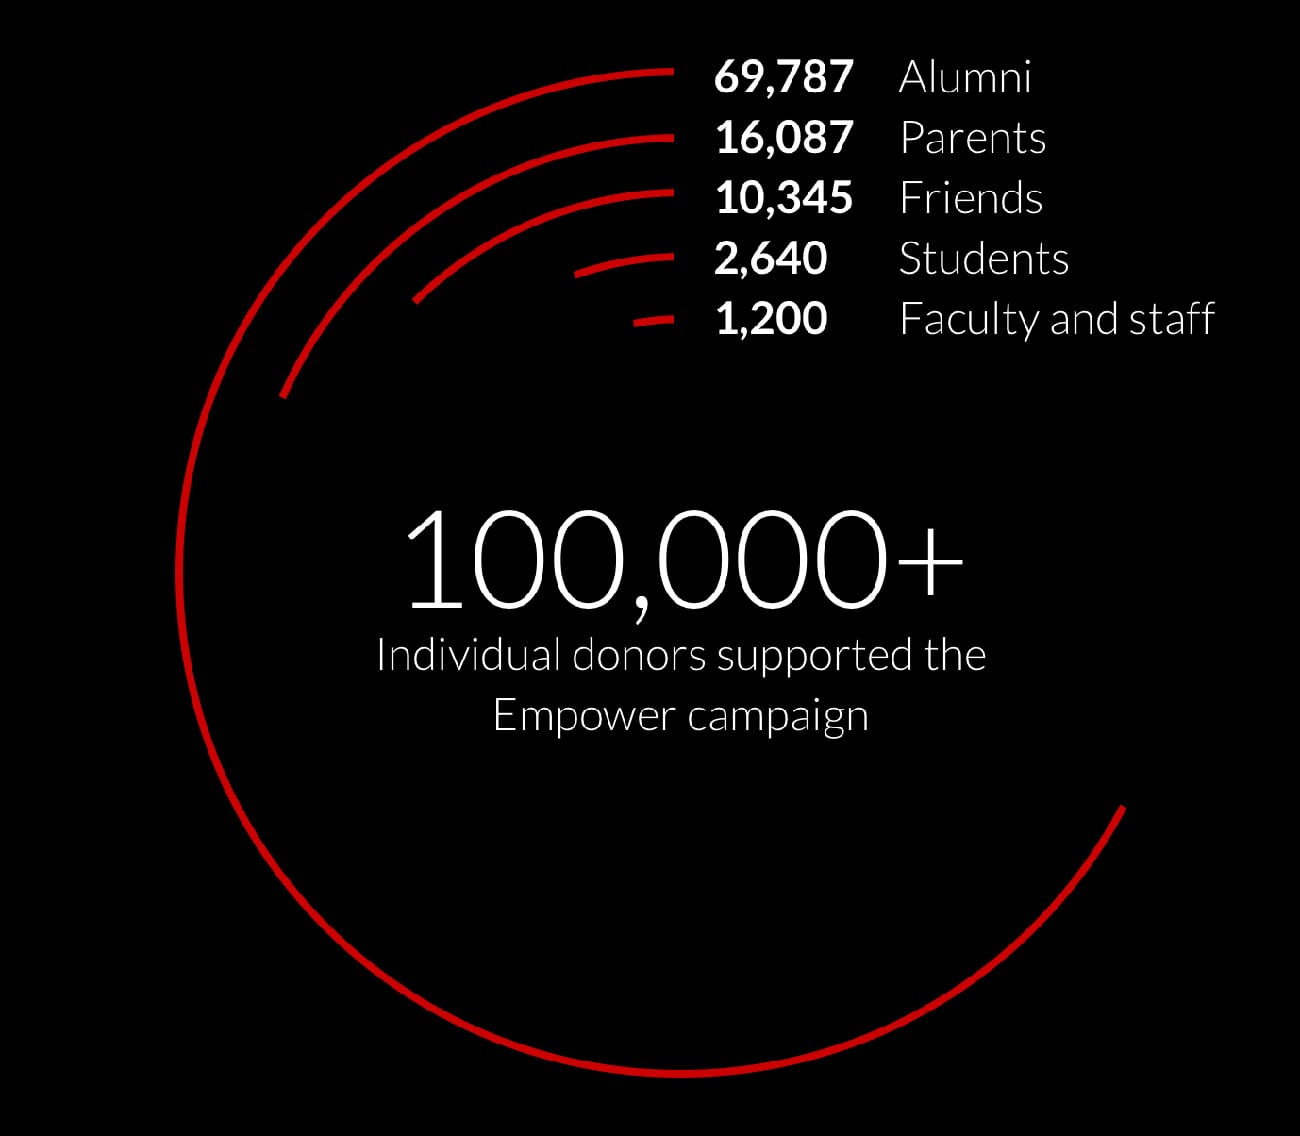 69,787 Alumni
16,087 Parents
10,345 Friends
2,640 Students
1,200 Faculty and staff
100,000+
Individual donors supported the
Empower campaign